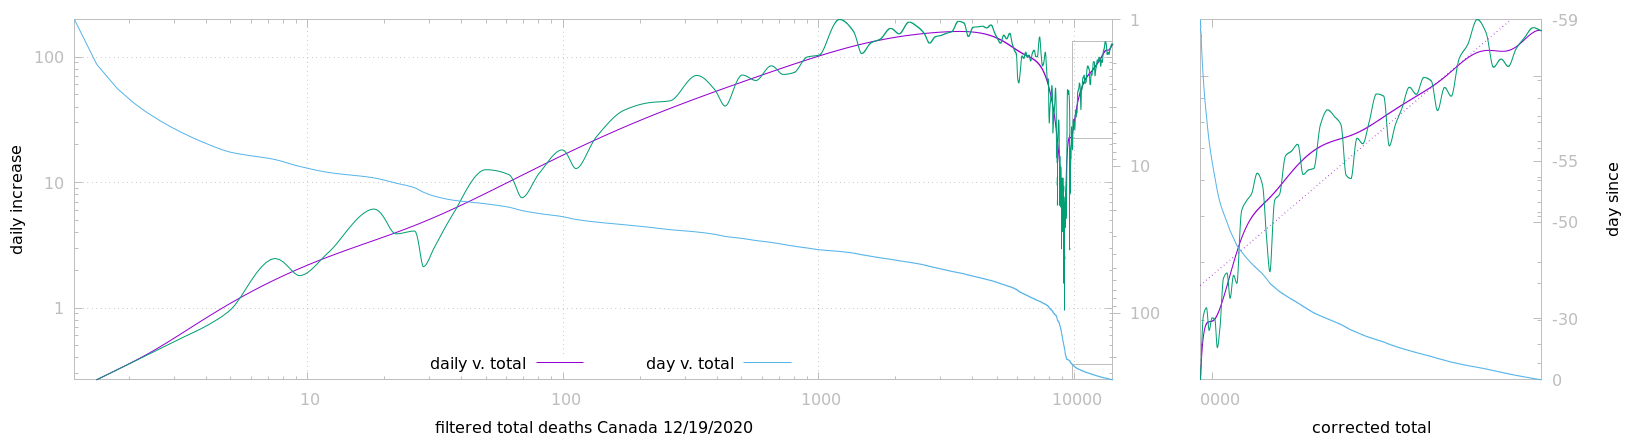 100
10
1
daily increase
1
10
100
daily v. total
day v. total
10
100
1000
10000
filtered total deaths Canada 12/19/2020
-59
-55
-50
-30
0
day since
0000
corrected total